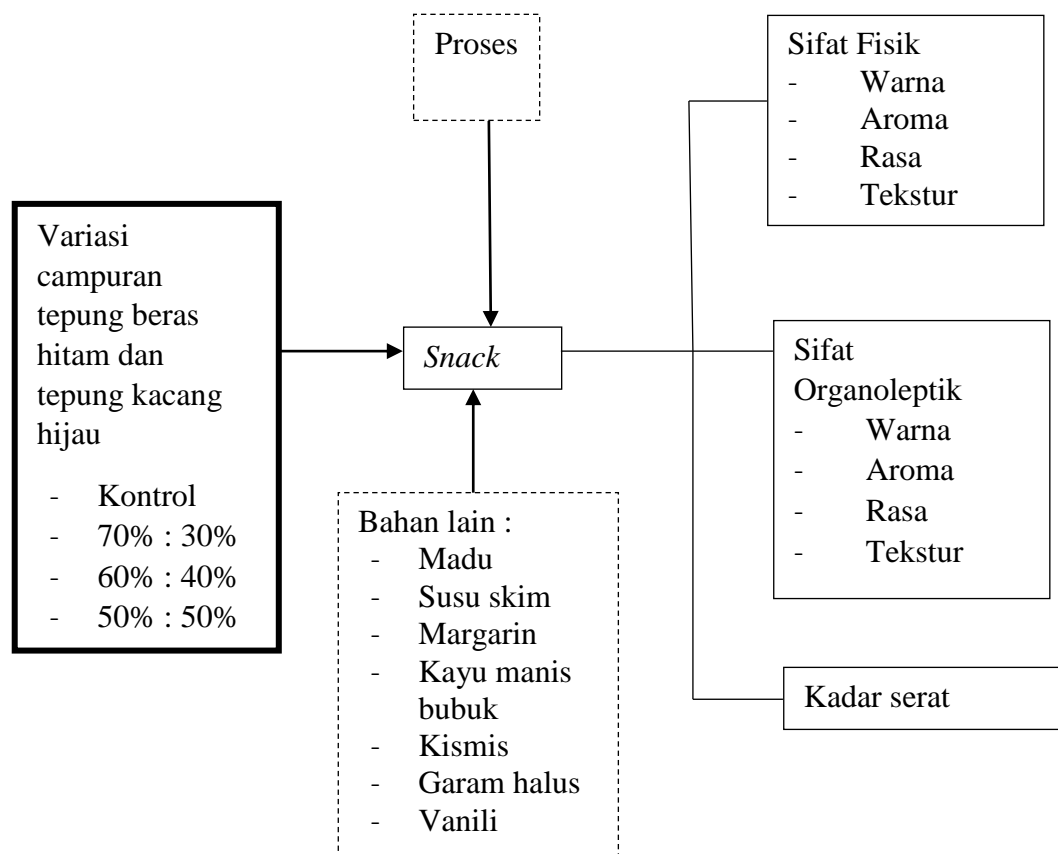 Proses
Sifat Fisik
- Warna
- Aroma
- Rasa
- Tekstur
Variasi
campuran
tepung beras
hitam dan
tepung kacang
hijau
- Kontrol
- 70% : 30%
- 60% : 40%
- 50% : 50%
Snack
Sifat
Organoleptik
- Warna
- Aroma
- Rasa
- Tekstur
Bahan lain :
- Madu
- Susu skim
- Margarin
- Kayu manis
bubuk
- Kismis
- Garam halus
- Vanili
Kadar serat